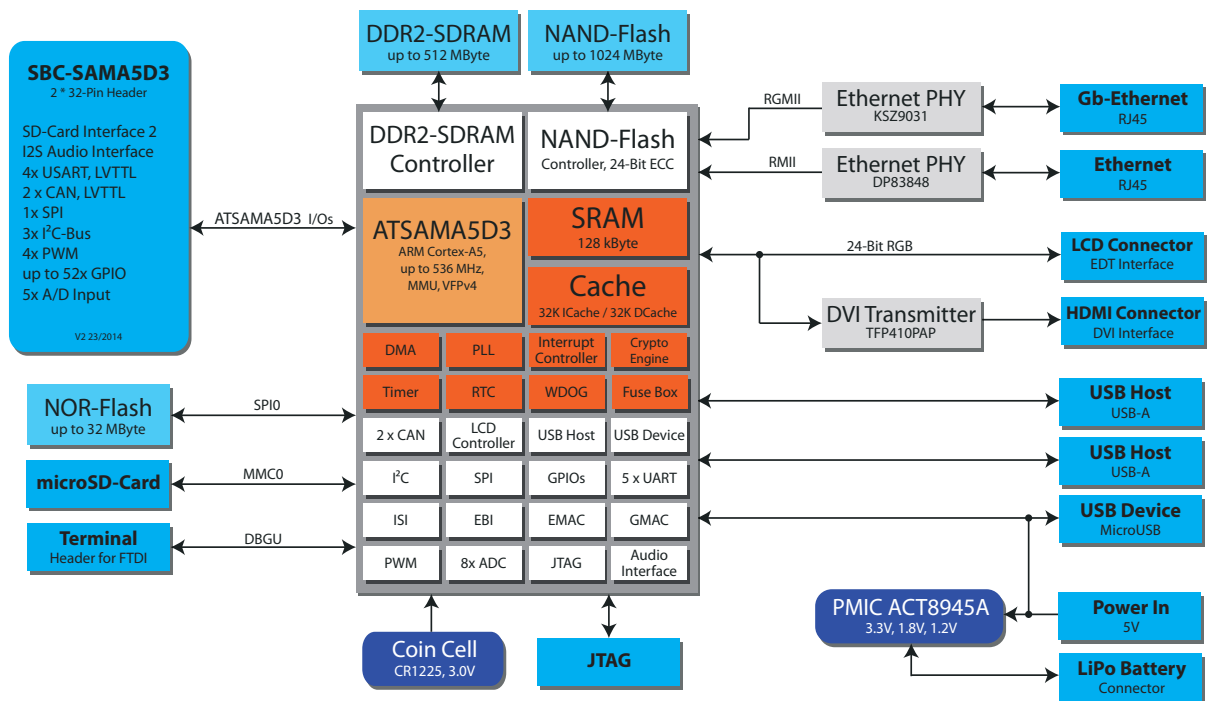 SBC-SAMA5D3
2 * 32-Pin Header
SD-Card Interface 2
I2S Audio Interface
4x USART, LVTTL
2 x CAN, LVTTL
1x SPI
3x I²C-Bus
4x PWM
up to 52x GPIO
5x A/D Input
V2 23/2014
ATSAMA5D3 I/Os
NOR-Flash
up to 32 MByte
SPI0
microSD-Card
MMC0
Terminal
Header for FTDI
DBGU
DDR2-SDRAM
up to 512 MByte
NAND-Flash
up to 1024 MByte
DDR2-SDRAM
Controller
NAND-Flash
Controller, 24-Bit ECC
ATSAMA5D3
ARM Cortex-A5,
up to 536 MHz,
MMU, VFPv4
SRAM
128 kByte
Cache
32K ICache / 32K DCache
DMA
PLL
Interrupt
Controller
Crypto
Engine
Timer
RTC
WDOG
Fuse Box
2 x CAN
LCD
Controller
USB Host
USB Device
I²C
SPI
GPIOs
5 x UART
ISI
EBI
EMAC
GMAC
PWM
8x ADC
JTAG
Audio
Interface
Coin Cell
CR1225, 3.0V
JTAG
RGMII
Ethernet PHY
KSZ9031
Gb-Ethernet
RJ45
RMII
Ethernet PHY
DP83848
Ethernet
RJ45
24-Bit RGB
LCD Connector
EDT Interface
DVI Transmitter
TFP410PAP
HDMI Connector
DVI Interface
USB Host
USB-A
USB Host
USB-A
USB Device
MicroUSB
PMIC ACT8945A
3.3V, 1.8V, 1.2V
Power In
5V
LiPo Battery
Connector